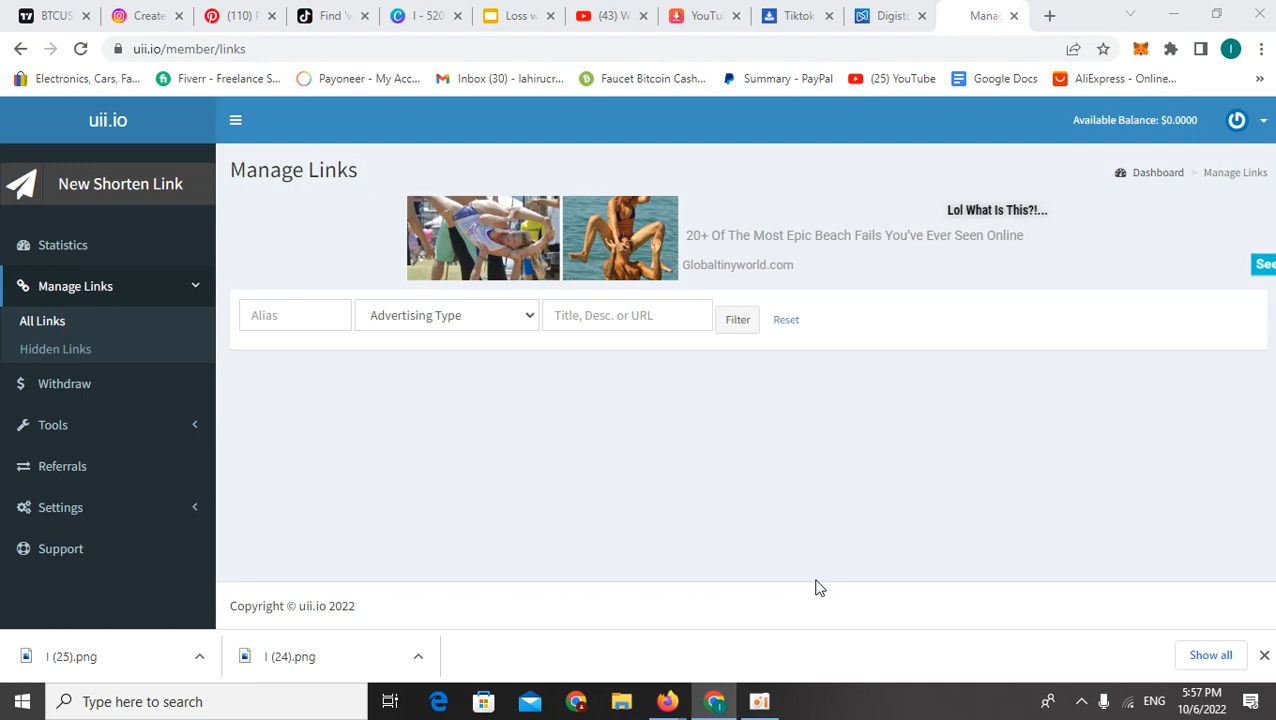 BTCUS
Create
(110) P
Find 'w
I - 520
Loss w
(43) W
YouTu
Tiktok
Digist
Mana
uii.io/member/links
I
Electronics, Cars, Fa...
Fiverr - Freelance S...
Payoneer - My Acc...
Inbox (30) - lahirucr...
Faucet Bitcoin Cash...
Summary - PayPal
(25) YouTube
Google Docs
AliExpress - Online...
»
uii.io
Available Balance: $0.0000
New Shorten Link
Manage Links
Dashboard > Manage Links
Lol What Is This?!...
20+ Of The Most Epic Beach Fails You've Ever Seen Online
Globaltinyworld.com
See
Statistics
Manage Links
All Links
Hidden Links
Withdraw
Tools
Referrals
Settings
Support
Alias
Advertising Type
Title, Desc. or URL
Filter
Reset
Copyright © uii.io 2022
I (25).png
I (24).png
Show all
Type here to search
ENG
5:57 PM
10/6/2022